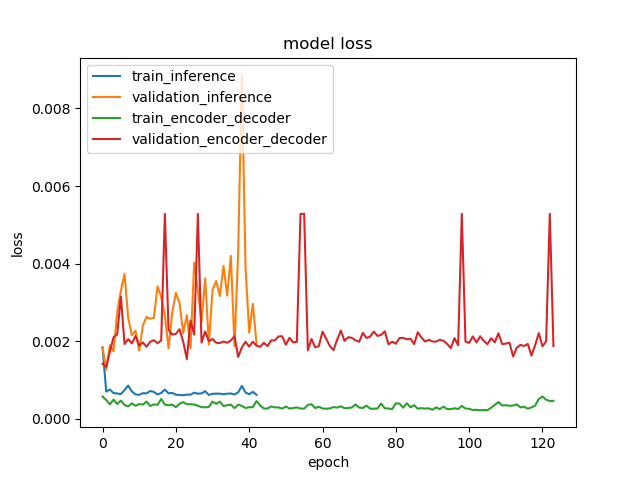 model loss
train_inference
validation_inference
train_encoder_decoder
validation_encoder_decoder
loss
0.008
0.006
0.004
0.002
0.000
0 20 40 60 80 100 120
epoch